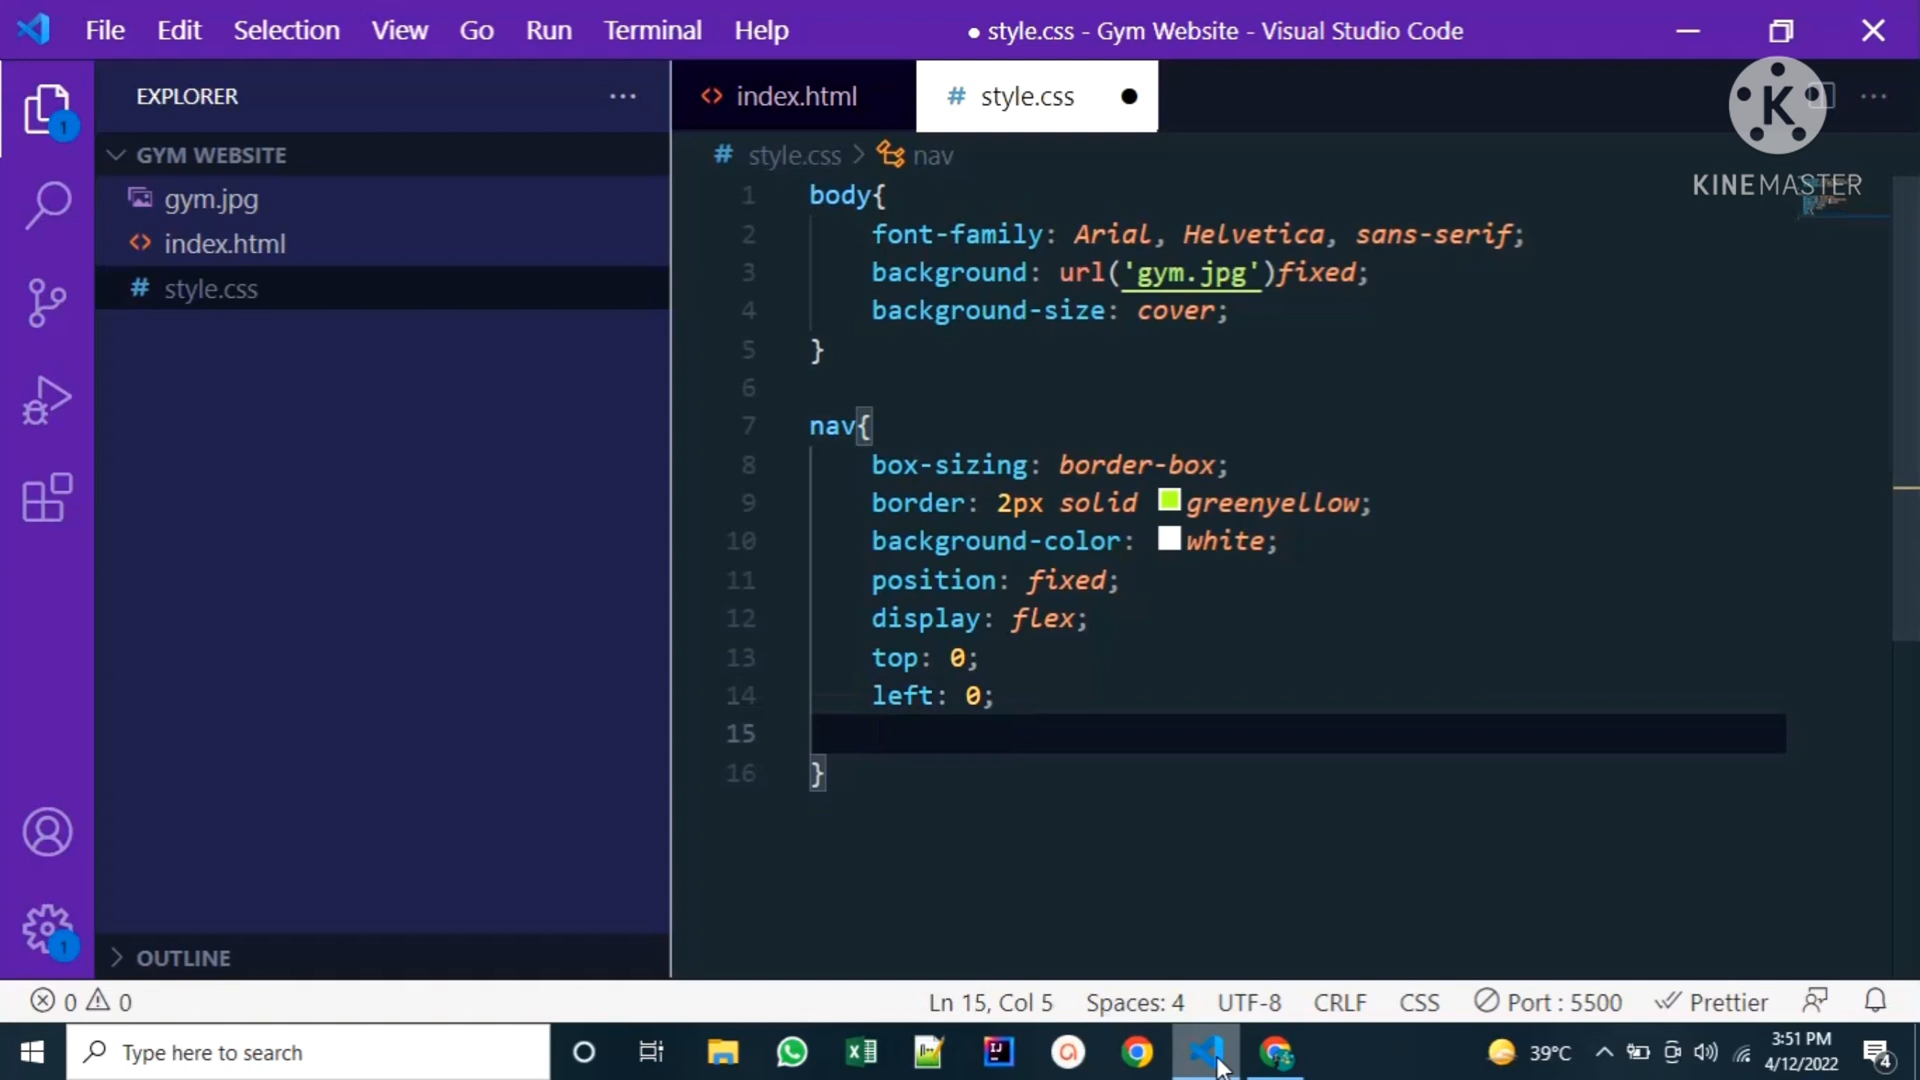 File Edit Selection View Go Run Terminal Help
● style.css - Gym Website - Visual Studio Code
EXPLORER
GYM WEBSITE
gym.jpg
index.html
style.css
OUTLINE
<> index.html
# style.css
KINEMASTER
# style.css > nav
1 body{
2 font-family: Arial, Helvetica, sans-serif;
3 background: url('gym.jpg')fixed;
4 background-size: cover;
5 }
6
7 nav{
8 box-sizing: border-box;
9 border: 2px solid greenyellow;
10 background-color: white;
11 position: fixed;
12 display: flex;
13 top: 0;
14 left: 0;
15
16 }
0 0
Ln 15, Col 5 Spaces: 4 UTF-8 CRLF CSS Port : 5500 Prettier
Type here to search
39°C
3:51 PM
4/12/2022
4